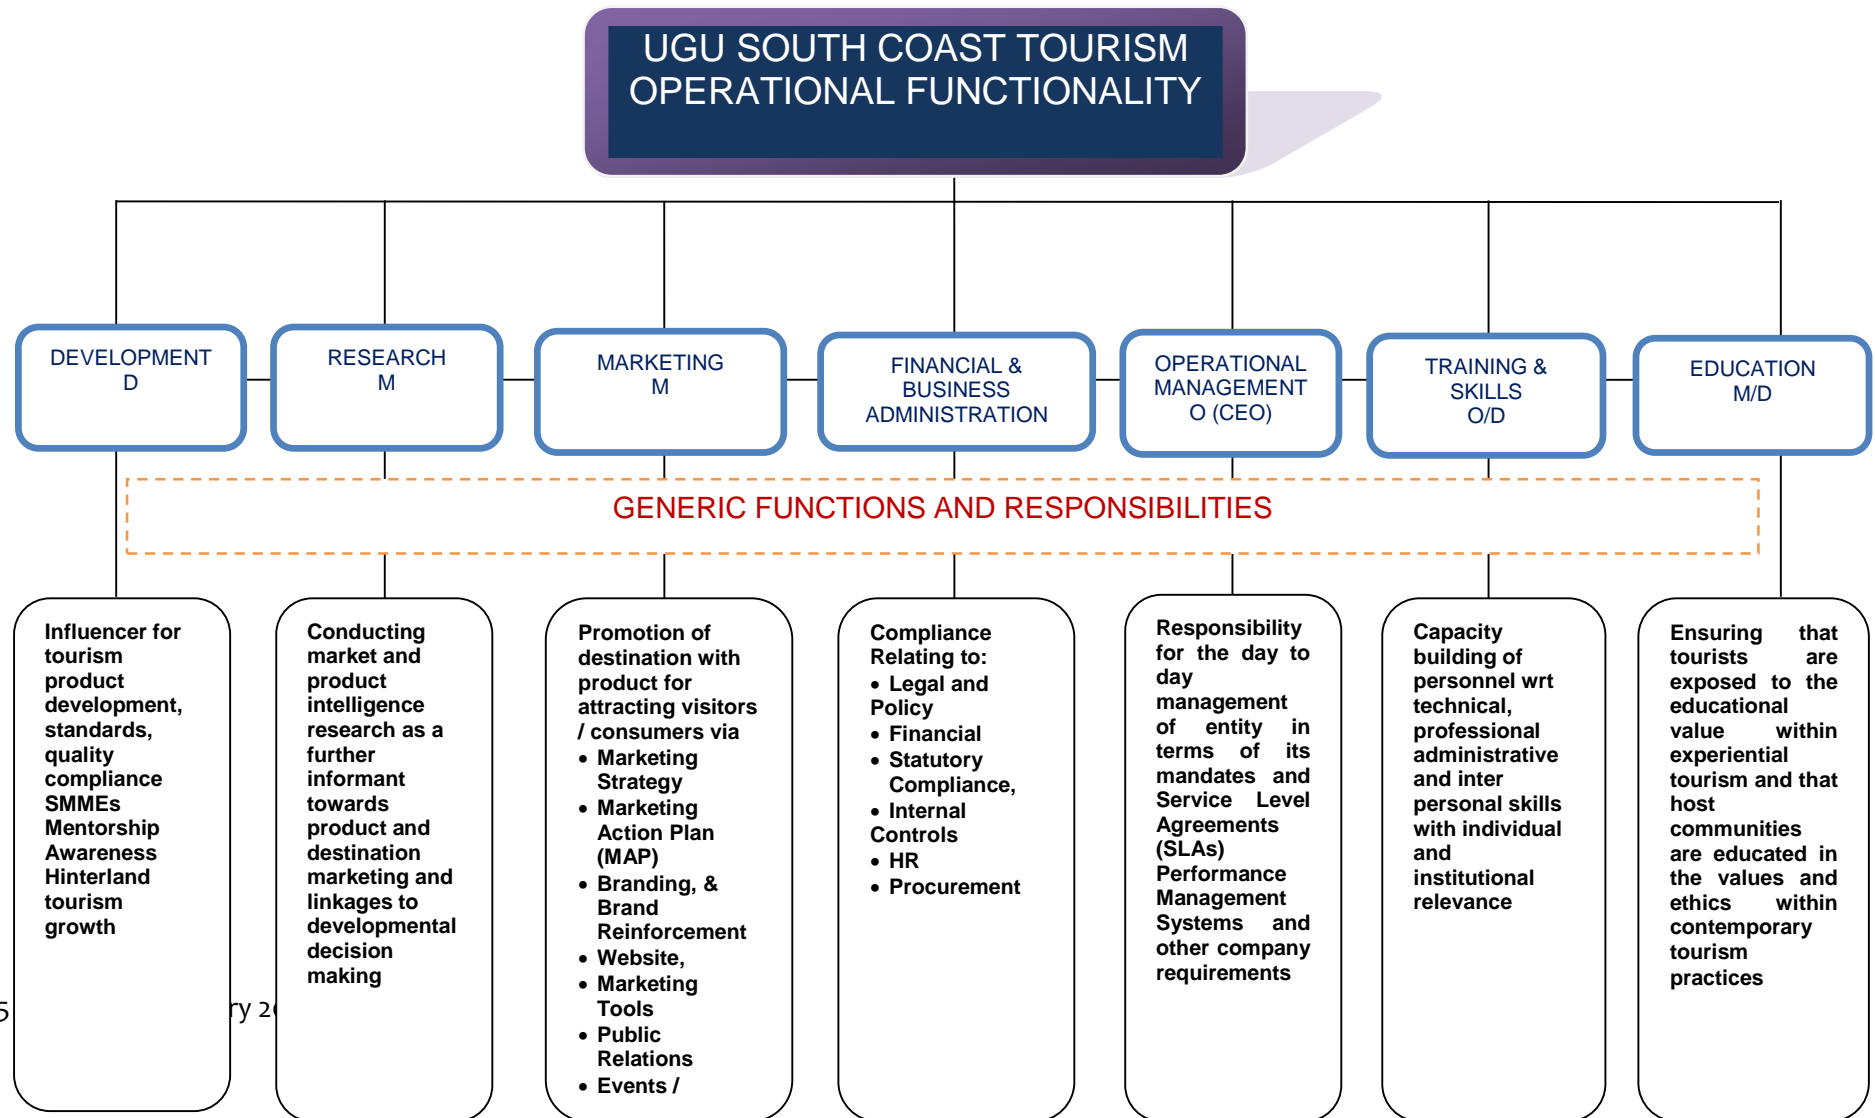 UGU SOUTH COAST TOURISM
OPERATIONAL FUNCTIONALITY
DEVELOPMENT
D
RESEARCH
M
MARKETING
M
FINANCIAL &
BUSINESS
ADMINISTRATION
OPERATIONAL
MANAGEMENT
O (CEO)
TRAINING &
SKILLS
O/D
EDUCATION
M/D
GENERIC FUNCTIONS AND RESPONSIBILITIES
Influencer for
tourism
product
development,
standards,
quality
compliance
SMMEs
Mentorship
Awareness
Hinterland
tourism
growth
Conducting
market and
product
intelligence
research as a
further
informant
towards
product and
destination
marketing and
linkages to
developmental
decision
making
Promotion of
destination with
product for
attracting visitors
/ consumers via
• Marketing
Strategy
• Marketing
Action Plan
(MAP)
• Branding, &
Brand
Reinforcement
• Website,
• Marketing
Tools
• Public
Relations
• Events /
Compliance
Relating to:
• Legal and
Policy
• Financial
• Statutory
Compliance,
• Internal
Controls
• HR
• Procurement
Responsibility
for the day to
day
management
of entity in
terms of its
mandates and
Service Level
Agreements
(SLAs)
Performance
Management
Systems and
other company
requirements
Capacity
building of
personnel wrt
technical,
professional
administrative
and inter
personal skills
with individual
and
institutional
relevance
Ensuring that
tourists are
exposed to the
educational
value within
experiential
tourism and that
host
communities
are educated in
the values and
ethics within
contemporary
tourism
practices
5